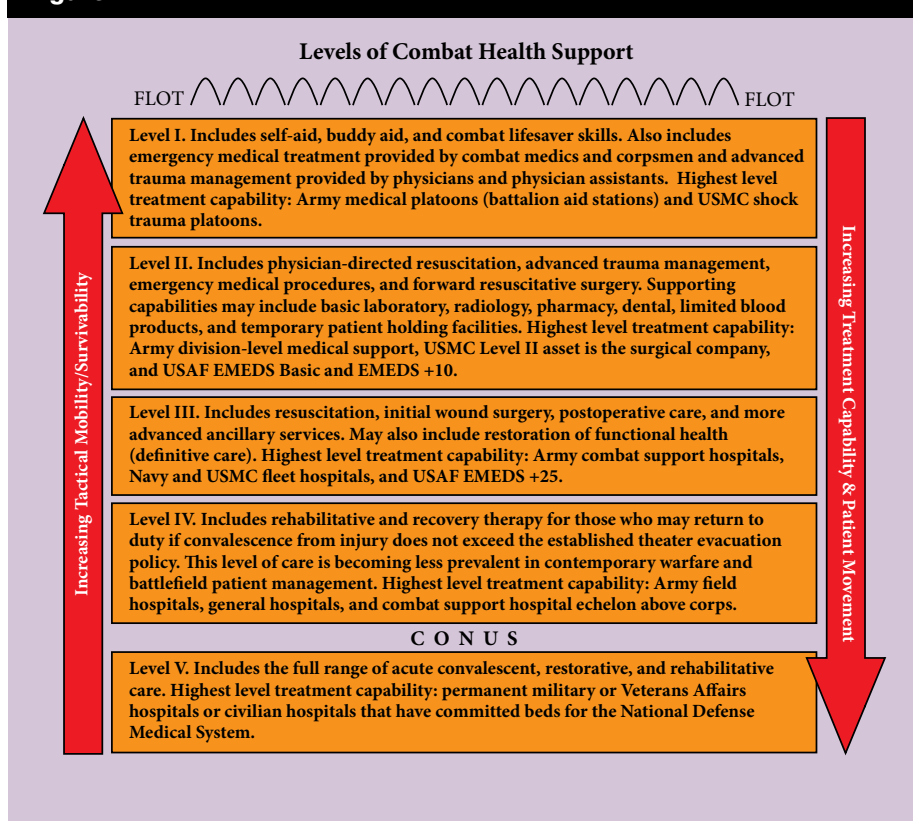 Levels of Combat Health Support
FLOT FLOT
Level I. Includes self-aid, buddy aid, and combat lifesaver skills. Also includes
emergency medical treatment provided by combat medics and corpsmen and advanced
trauma management provided by physicians and physician assistants. Highest level
treatment capability: Army medical platoons (battalion aid stations) and USMC shock
trauma platoons.
Level II. Includes physician-directed resuscitation, advanced trauma management,
emergency medical procedures, and forward resuscitative surgery. Supporting
capabilities may include basic laboratory, radiology, pharmacy, dental, limited blood
products, and temporary patient holding facilities. Highest level treatment capability:
Army division-level medical support, USMC Level II asset is the surgical company,
and USAF EMEDS Basic and EMEDS +10.
Level III. Includes resuscitation, initial wound surgery, postoperative care, and more
advanced ancillary services. May also include restoration of functional health
(definitive care). Highest level treatment capability: Army combat support hospitals,
Navy and USMC fleet hospitals, and USAF EMEDS +25.
Level IV. Includes rehabilitative and recovery therapy for those who may return to
duty if convalescence from injury does not exceed the established theater evacuation
policy. This level of care is becoming less prevalent in contemporary warfare and
battlefield patient management. Highest level treatment capability: Army field
hospitals, general hospitals, and combat support hospital echelon above corps.
CONUS
Level V. Includes the full range of acute convalescent, restorative, and rehabilitative
care. Highest level treatment capability: permanent military or Veterans Affairs
hospitals or civilian hospitals that have committed beds for the National Defense
Medical System.
Increasing Tactical Mobility/Survivability
Increasing Treatment Capability & Patient Movement